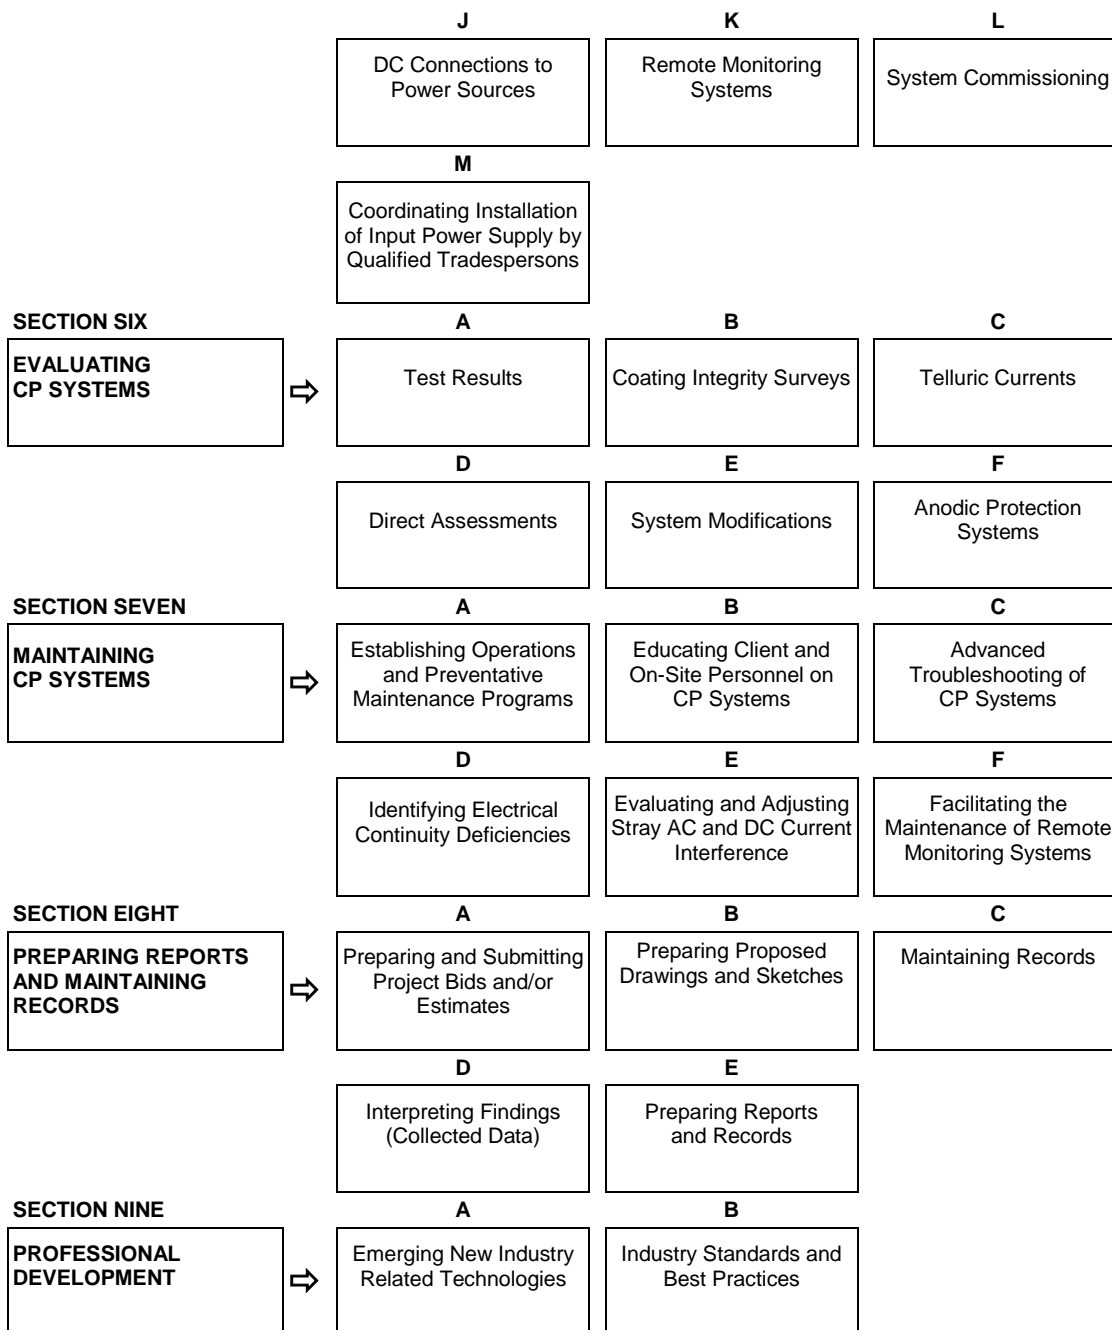 J
K
L
DC Connections to
Power Sources
Remote Monitoring
Systems
System Commissioning
M
Coordinating Installation
of Input Power Supply by
Qualified Tradespersons
SECTION SIX
A
B
C
EVALUATING
CP SYSTEMS
Test Results
Coating Integrity Surveys
Telluric Currents
D
E
F
Direct Assessments
System Modifications
Anodic Protection
Systems
SECTION SEVEN
A
B
C
MAINTAINING
CP SYSTEMS
Establishing Operations
and Preventative
Maintenance Programs
Educating Client and
On-Site Personnel on
CP Systems
Advanced
Troubleshooting of
CP Systems
D
E
F
Identifying Electrical
Continuity Deficiencies
Evaluating and Adjusting
Stray AC and DC Current
Interference
Facilitating the
Maintenance of Remote
Monitoring Systems
SECTION EIGHT
A
B
C
PREPARING REPORTS
AND MAINTAINING
RECORDS
Preparing and Submitting
Project Bids and/or
Estimates
Preparing Proposed
Drawings and Sketches
Maintaining Records
D
E
Interpreting Findings
(Collected Data)
Preparing Reports
and Records
SECTION NINE
A
B
PROFESSIONAL
DEVELOPMENT
Emerging New Industry
Related Technologies
Industry Standards and
Best Practices